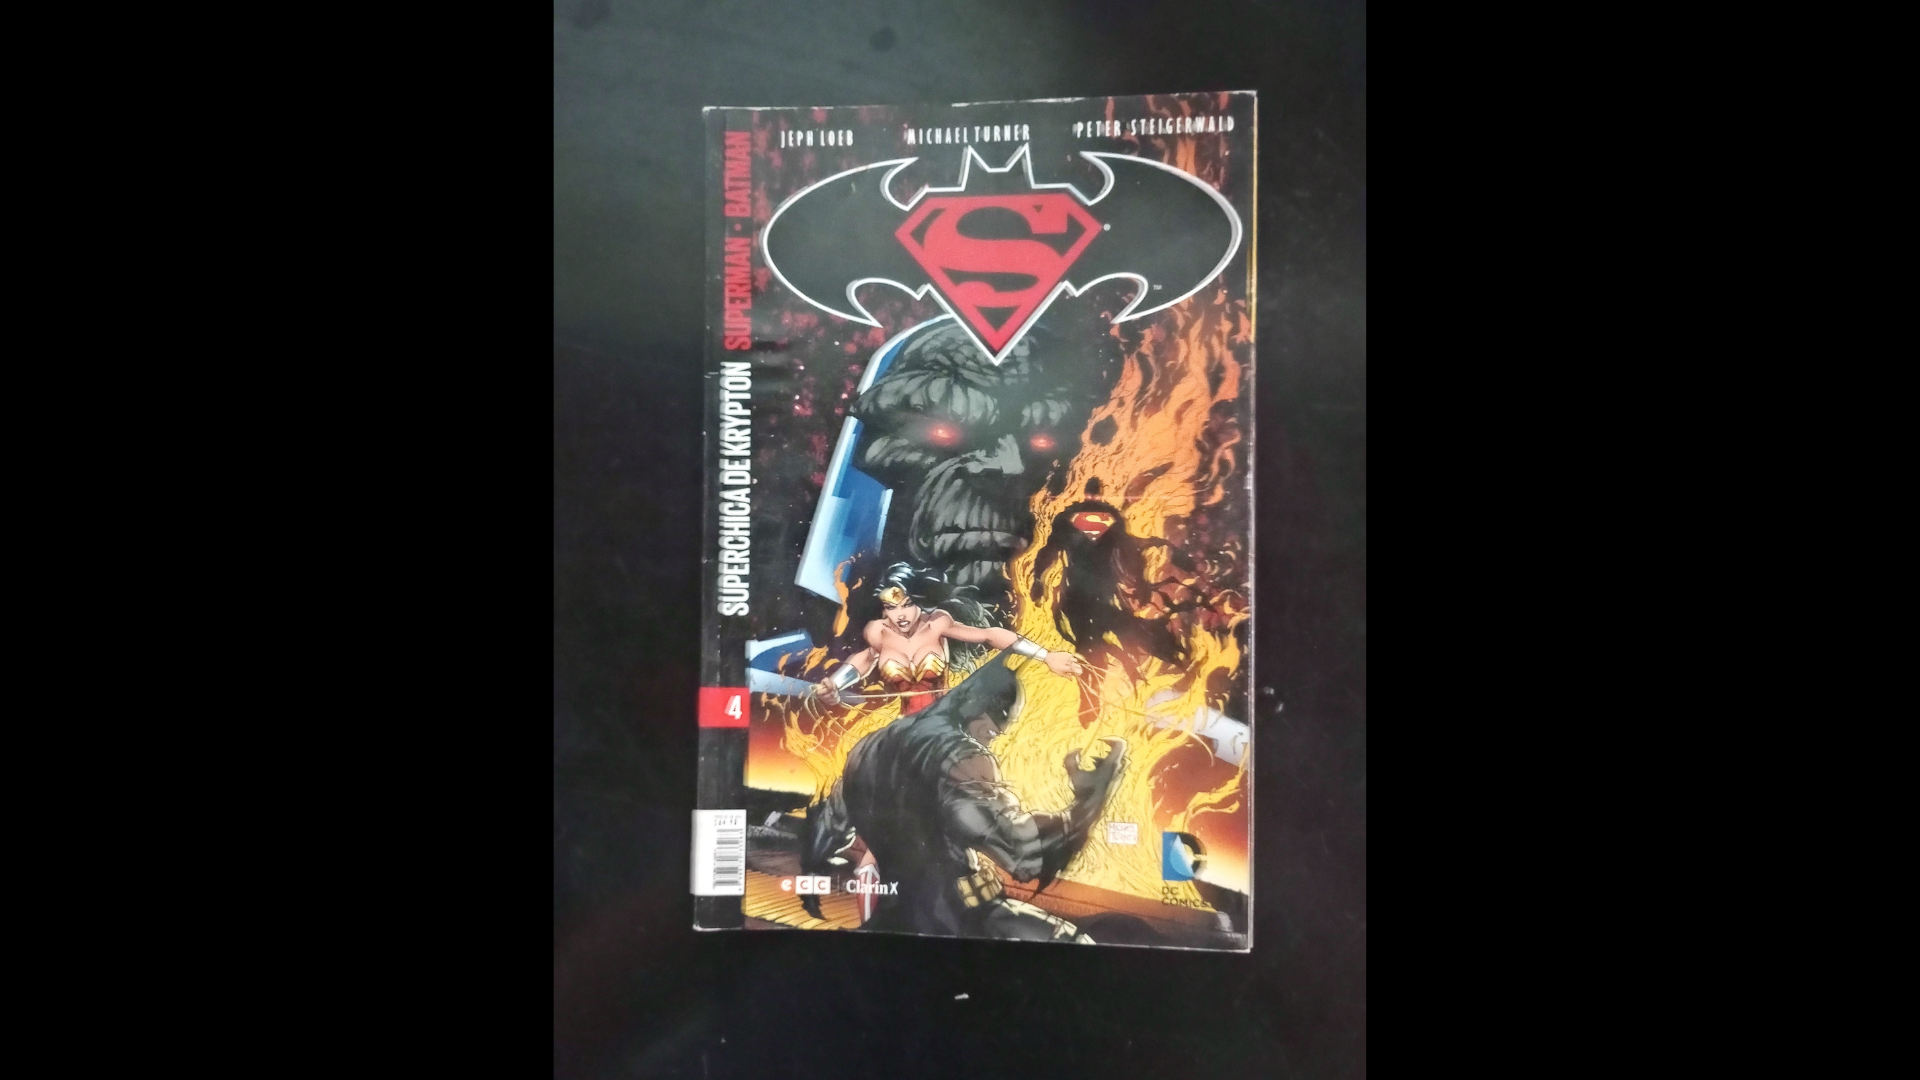 JEPH LOEB
MICHAEL TURNER
PETER STEIGERWALD
SUPERMAN · BATMAN
SUPERCHICA DE KRYPTON
4
ecc
Clarín X
DC
COMICS